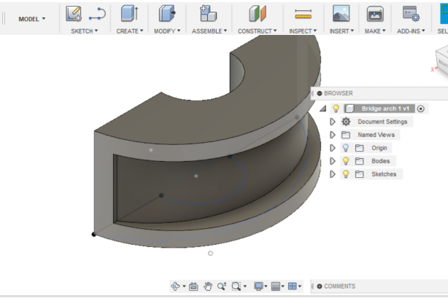 MODEL
SKETCH
CREATE
MODIFY
ASSEMBLE
CONSTRUCT
INSPECT
INSERT
MAKE
ADD-INS
SEL
BROWSER
Bridge arch 1 v1
Document Settings
Named Views
Origin
Bodies
Sketches
COMMENTS